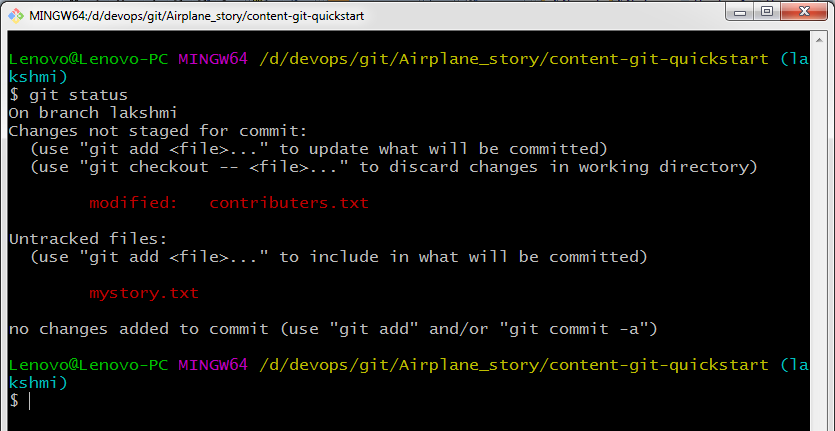 MINGW64:/d/devops/git/Airplane_story/content-git-quickstart
Lenovo@Lenovo-PC MINGW64 /d/devops/git/Airplane_story/content-git-quickstart (la
kshmi)
$ git status
On branch lakshmi
Changes not staged for commit:
  (use "git add <file>..." to update what will be committed)
  (use "git checkout -- <file>..." to discard changes in working directory)
        modified:   contributers.txt
Untracked files:
  (use "git add <file>..." to include in what will be committed)
        mystory.txt
no changes added to commit (use "git add" and/or "git commit -a")
Lenovo@Lenovo-PC MINGW64 /d/devops/git/Airplane_story/content-git-quickstart (la
kshmi)
$